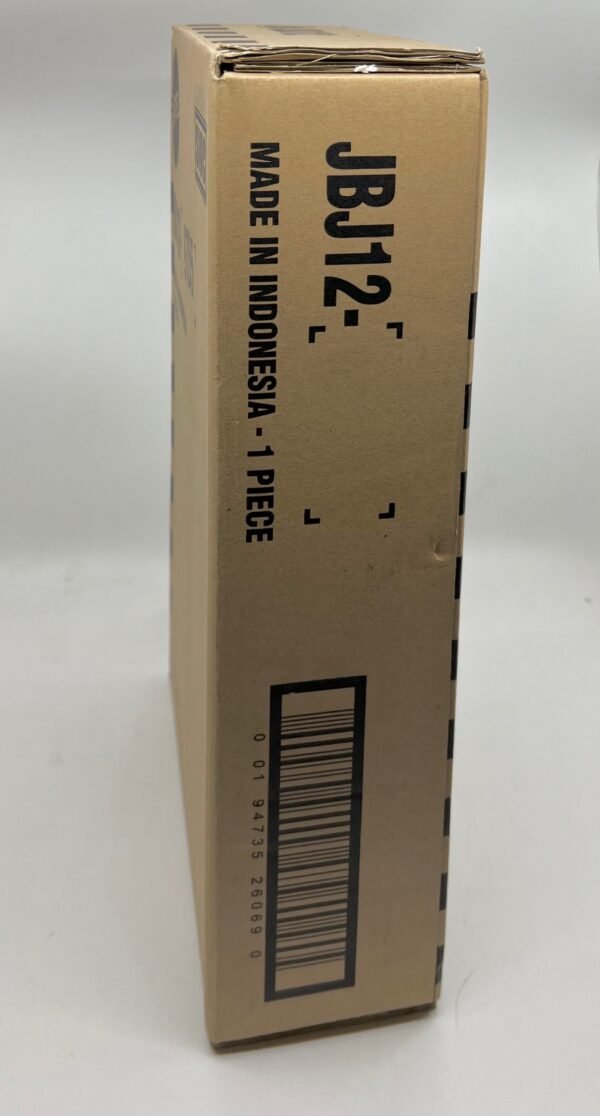 JBJ12-
MADE IN INDONESIA - 1 PIECE
0 01 94735 26069 0